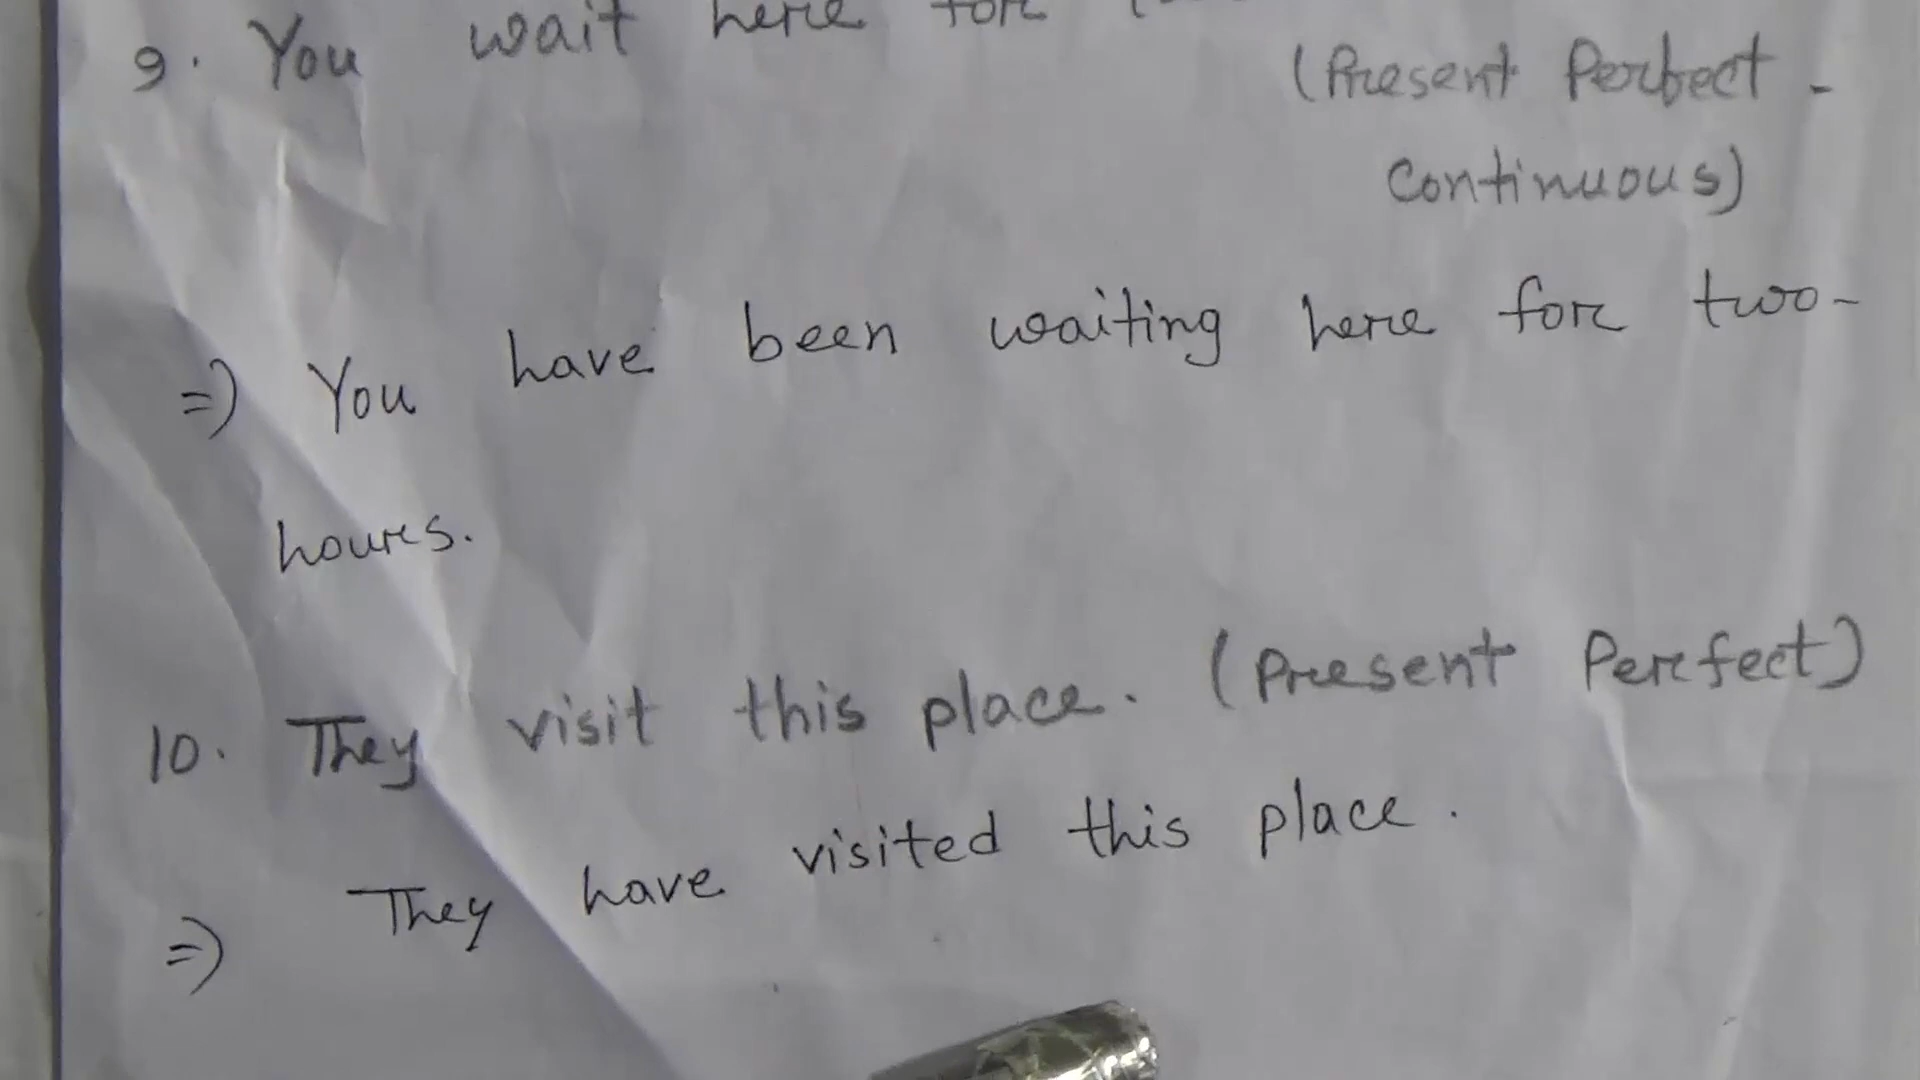 9. You wait here for
(Present Perfect -
Continuous)
=) You have been waiting here for two-
hours.
10. They visit this place. (Present Perfect)
=) They have visited this place.